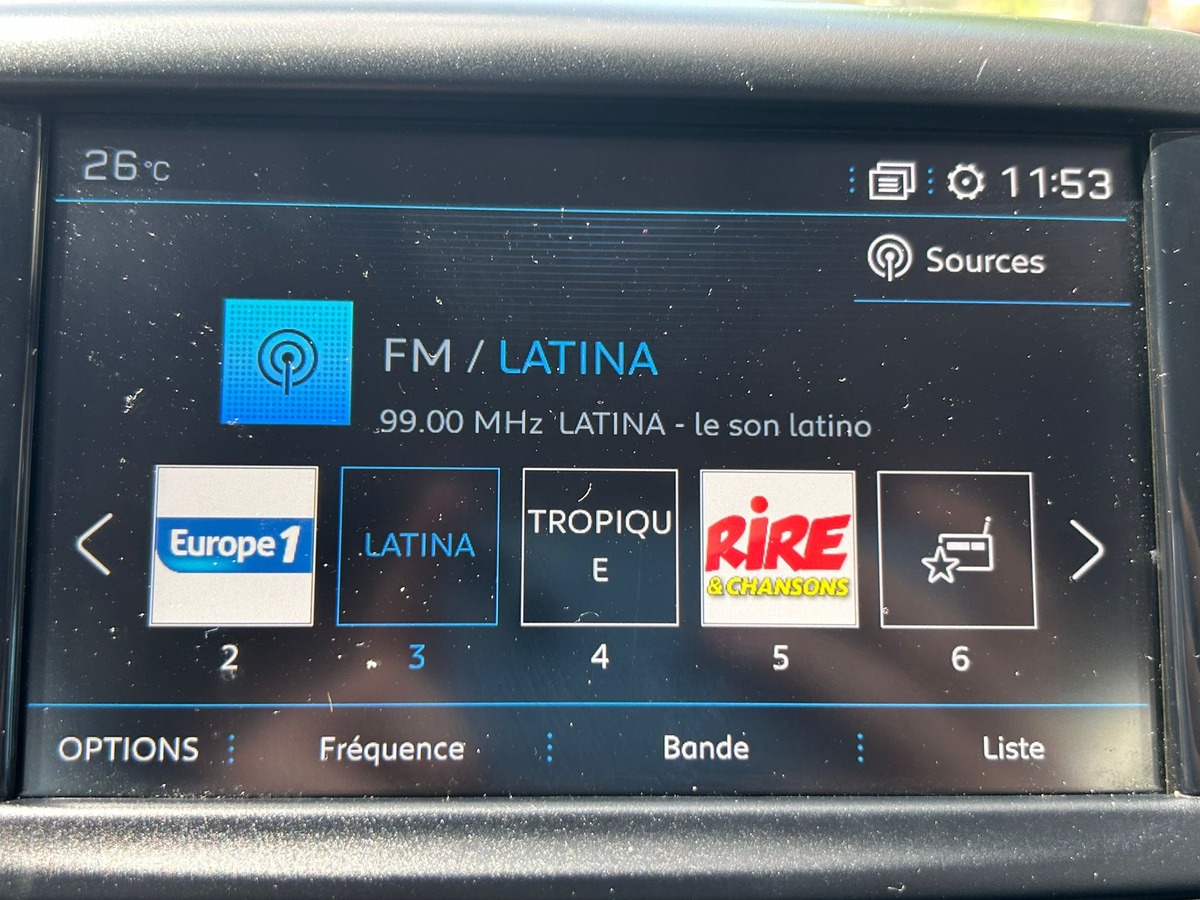 26 °C
11:53
Sources
FM / LATINA
99.00 MHz LATINA - le son latino
Europe 1
LATINA
TROPIQU
E
RIRE
& CHANSONS
2 3 4 5 6
OPTIONS Fréquence Bande Liste